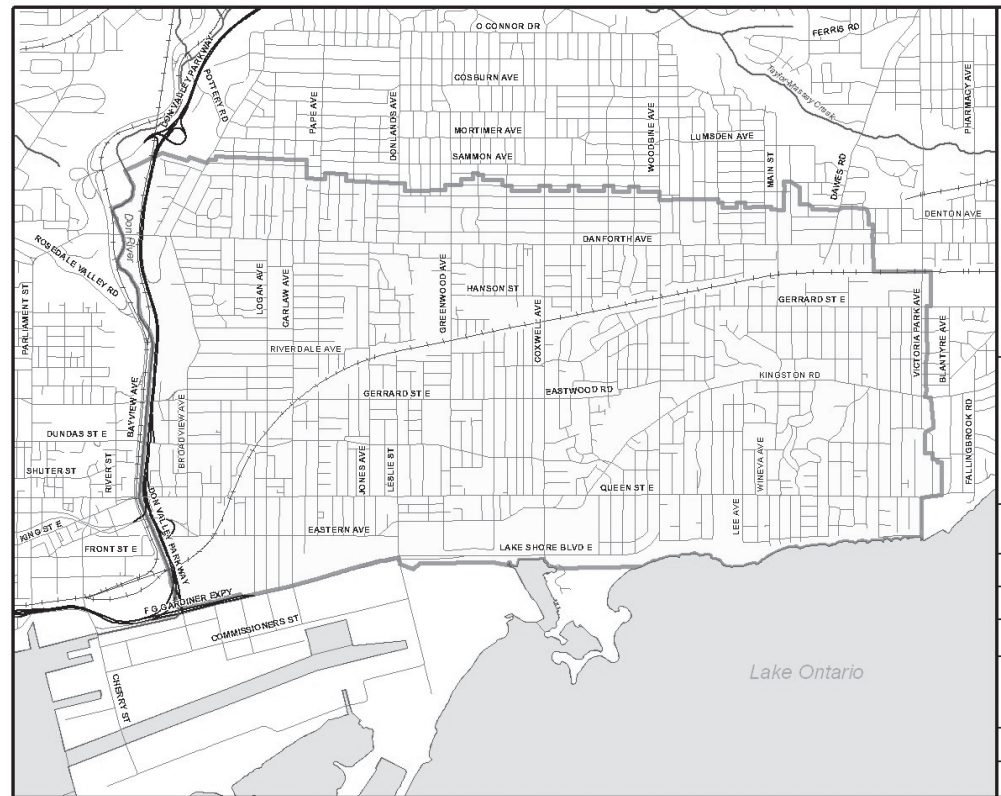 O CONNOR DR
FERRIS RD
DON VALLEY PARKWAY
POTTERY RD
COSBURN AVE
Taylor-Massey Creek
PHARMACY AVE
PAPE AVE
DONLANDS AVE
MORTIMER AVE
WOODBINE AVE
LUMSDEN AVE
SAMMON AVE
MAIN ST
DAWES RD
DENTON AVE
Don River
ROSEDALE VALLEY RD
DANFORTH AVE
PARLIAMENT ST
LOGAN AVE
CARLAW AVE
GREENWOOD AVE
HANSON ST
COXWELL AVE
GERRARD ST E
VICTORIA PARK AVE
BLANTYRE AVE
RIVERDALE AVE
KINGSTON RD
GERRARD ST E
EASTWOOD RD
BAYVIEW AVE
BROADVIEW AVE
FALLINGBROOK RD
DUNDAS ST E
SHUTER ST
RIVER ST
JONES AVE
LESLIE ST
WINEVA AVE
QUEEN ST E
DON VALLEY PARKWAY
LEE AVE
KING ST E
EASTERN AVE
FRONT ST E
LAKE SHORE BLVD E
F G GARDINER EXPY
COMMISSIONERS ST
CHERRY ST
Lake Ontario